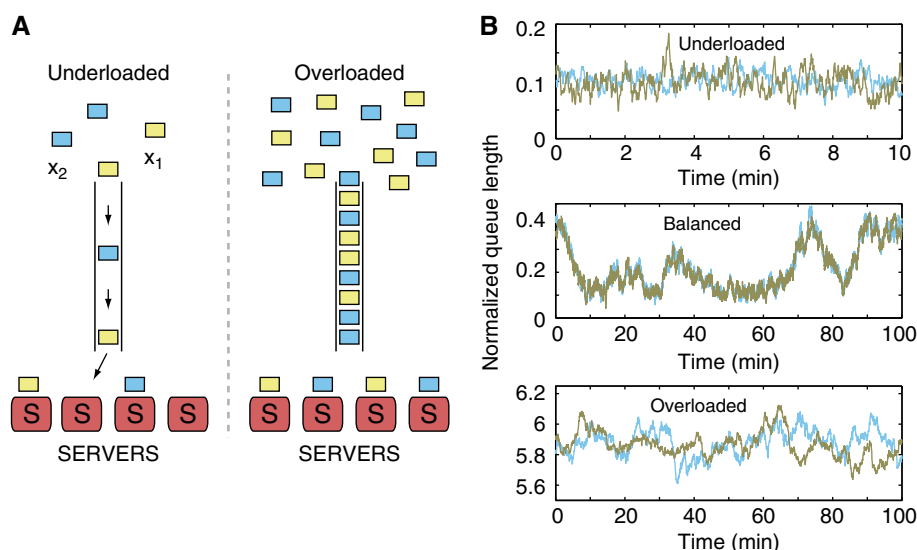 A
Underloaded
Overloaded
x2
x1
S S S S
SERVERS
S S S S
SERVERS
B
Normalized queue length
Underloaded
0.2
0.1
0
0 2 4 6 8 10
Time (min)
Balanced
0.4
0.2
0
0 20 40 60 80 100
Time (min)
Overloaded
6.2
6
5.8
5.6
0 20 40 60 80 100
Time (min)